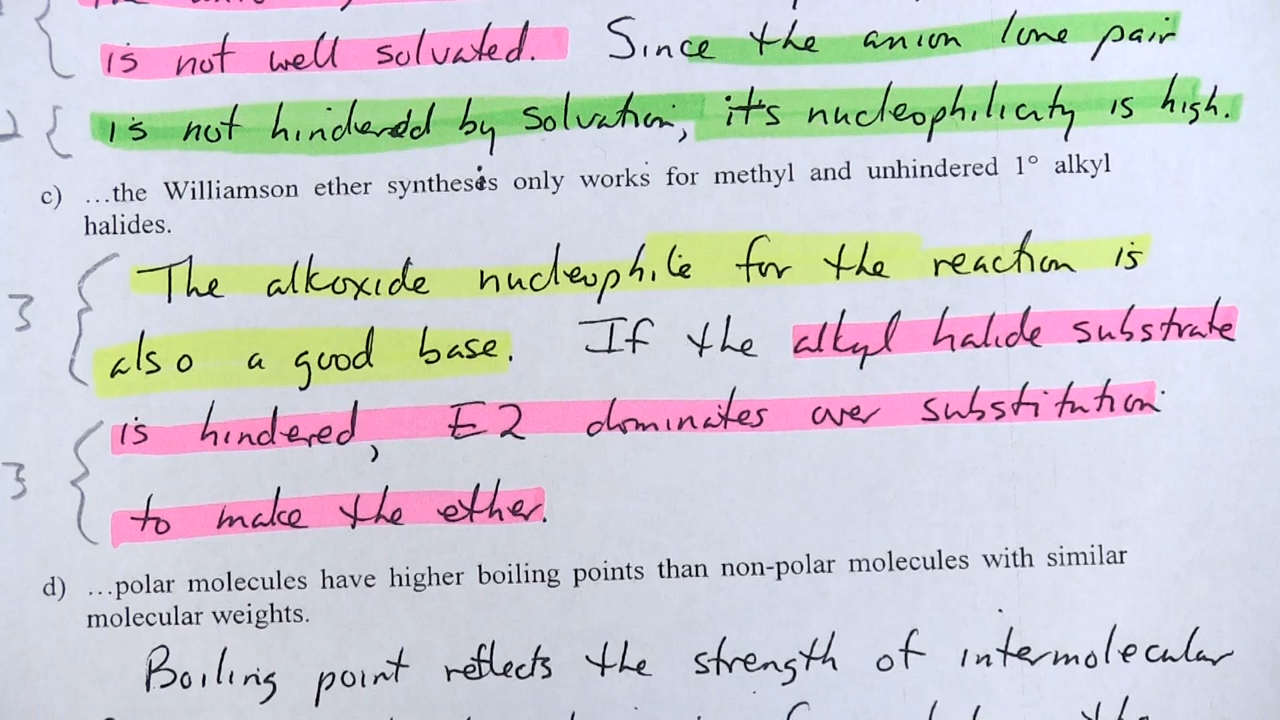 is not well solvated. Since the anion lone pair
2 { is not hindered by solvation, it's nucleophilicity is high.
c) ...the Williamson ether synthesis only works for methyl and unhindered 1° alkyl
halides.
The alkoxide nucleophile for the reaction is
3 { also a good base. If the alkyl halide substrate
is hindered, E2 dominates over substitution
3 { to make the ether.
d) ...polar molecules have higher boiling points than non-polar molecules with similar
molecular weights.
Boiling point reflects the strength of intermolecular